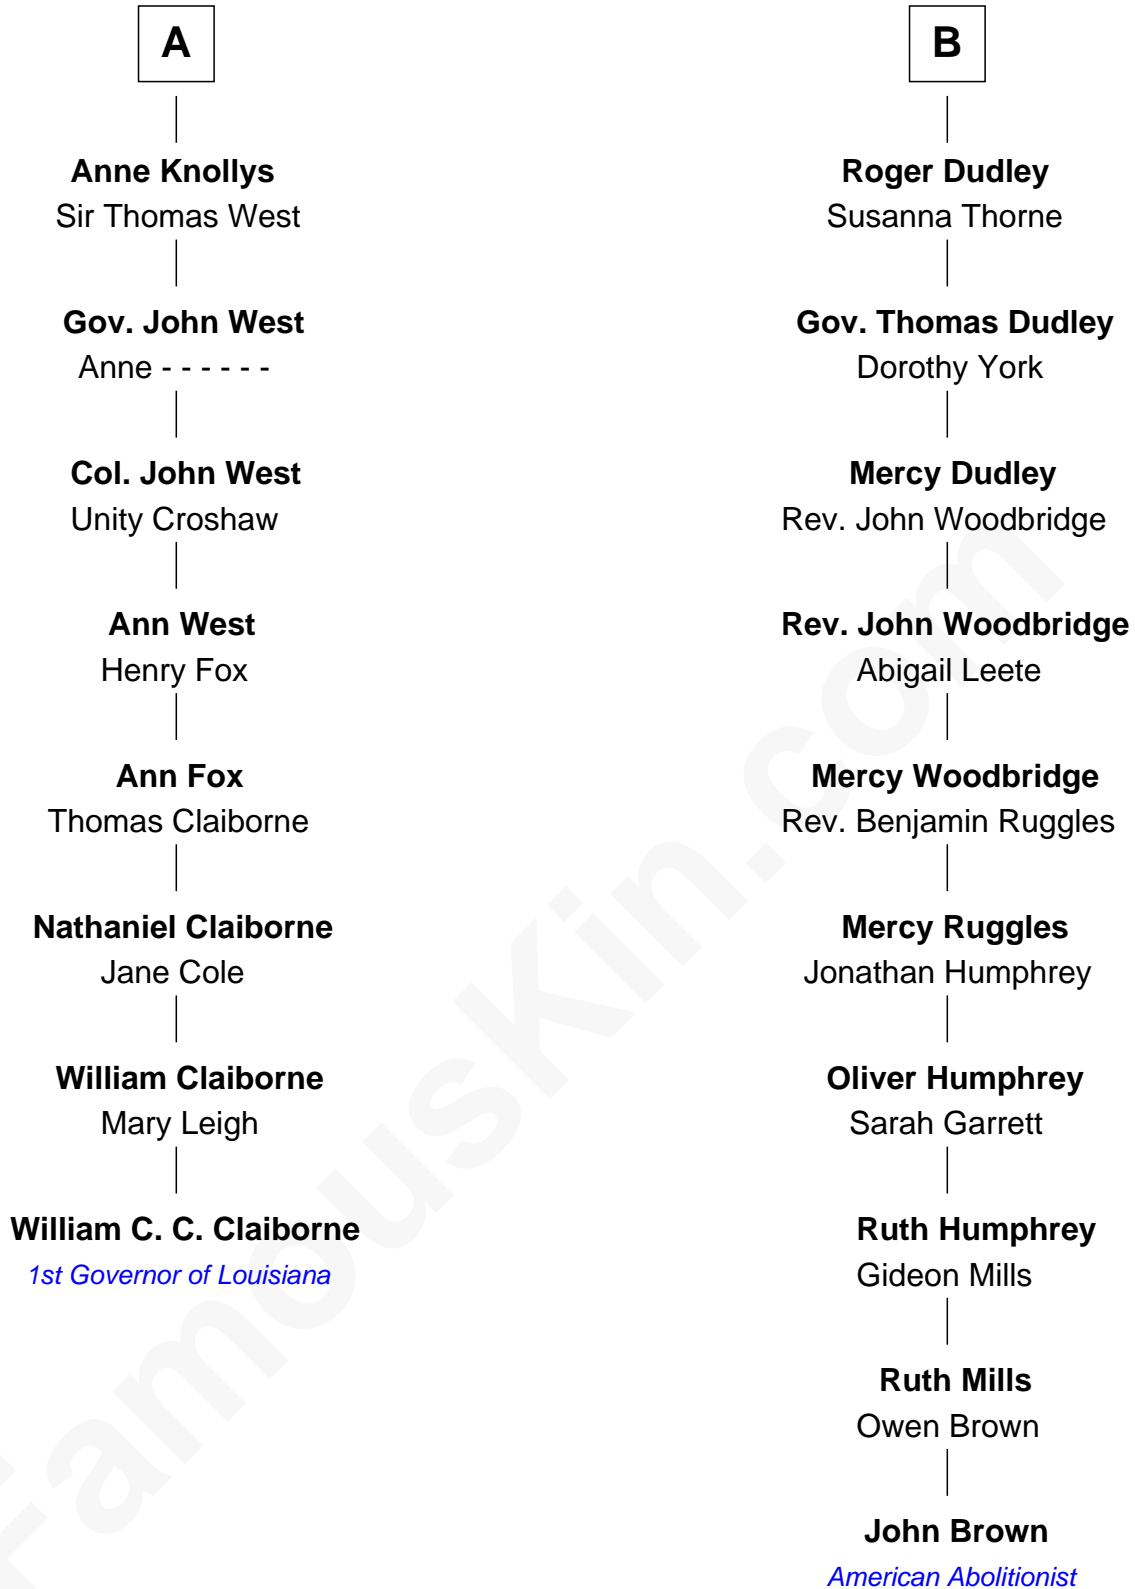 A
Anne Knollys
Sir Thomas West
Gov. John West
Anne - - - - - -
Col. John West
Unity Croshaw
Ann West
Henry Fox
Ann Fox
Thomas Claiborne
Nathaniel Claiborne
Jane Cole
William Claiborne
Mary Leigh
William C. C. Claiborne
1st Governor of Louisiana
B
Roger Dudley
Susanna Thorne
Gov. Thomas Dudley
Dorothy York
Mercy Dudley
Rev. John Woodbridge
Rev. John Woodbridge
Abigail Leete
Mercy Woodbridge
Rev. Benjamin Ruggles
Mercy Ruggles
Jonathan Humphrey
Oliver Humphrey
Sarah Garrett
Ruth Humphrey
Gideon Mills
Ruth Mills
Owen Brown
John Brown
American Abolitionist
FamousKin.com